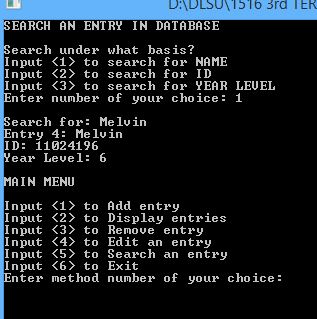 D:\DLSU\1516 3rd TER
SEARCH AN ENTRY IN DATABASE
Search under what basis?
Input <1> to search for NAME
Input <2> to search for ID
Input <3> to search for YEAR LEVEL
Enter number of your choice: 1
Search for: Melvin
Entry 4: Melvin
ID: 11024196
Year Level: 6
MAIN MENU
Input <1> to Add entry
Input <2> to Display entries
Input <3> to Remove entry
Input <4> to Edit an entry
Input <5> to Search an entry
Input <6> to Exit
Enter method number of your choice: